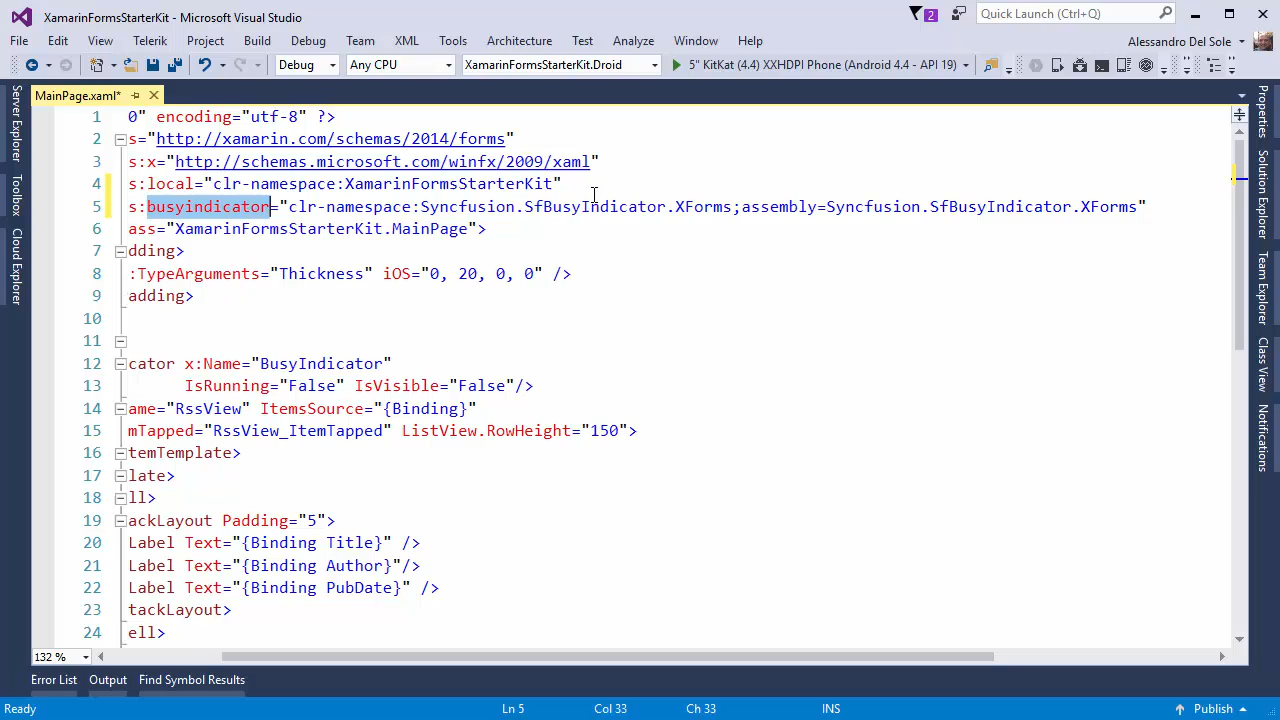 XamarinFormsStarterKit - Microsoft Visual Studio
2
Quick Launch (Ctrl+Q)
File Edit View Telerik Project Build Debug Team XML Tools Architecture Test Analyze Window Help
Alessandro Del Sole
Debug Any CPU XamarinFormsStarterKit.Droid 5" KitKat (4.4) XXHDPI Phone (Android 4.4 - API 19)
MainPage.xaml*
Server Explorer
Toolbox
Cloud Explorer
1 0" encoding="utf-8" ?>
2 s="http://xamarin.com/schemas/2014/forms"
3 s:x="http://schemas.microsoft.com/winfx/2009/xaml"
4 s:local="clr-namespace:XamarinFormsStarterKit"
5 s:busyindicator="clr-namespace:Syncfusion.SfBusyIndicator.XForms;assembly=Syncfusion.SfBusyIndicator.XForms"
6 ass="XamarinFormsStarterKit.MainPage">
7 dding>
8 :TypeArguments="Thickness" iOS="0, 20, 0, 0" />
9 adding>
10
11
12 cator x:Name="BusyIndicator"
13 IsRunning="False" IsVisible="False"/>
14 ame="RssView" ItemsSource="{Binding}"
15 mTapped="RssView_ItemTapped" ListView.RowHeight="150">
16 temTemplate>
17 late>
18 ll>
19 ackLayout Padding="5">
20 Label Text="{Binding Title}" />
21 Label Text="{Binding Author}"/>
22 Label Text="{Binding PubDate}" />
23 tackLayout>
24 ell>
Properties
Solution Explorer
Team Explorer
Class View
Notifications
132 %
Error List Output Find Symbol Results
Ready Ln 5 Col 33 Ch 33 INS Publish